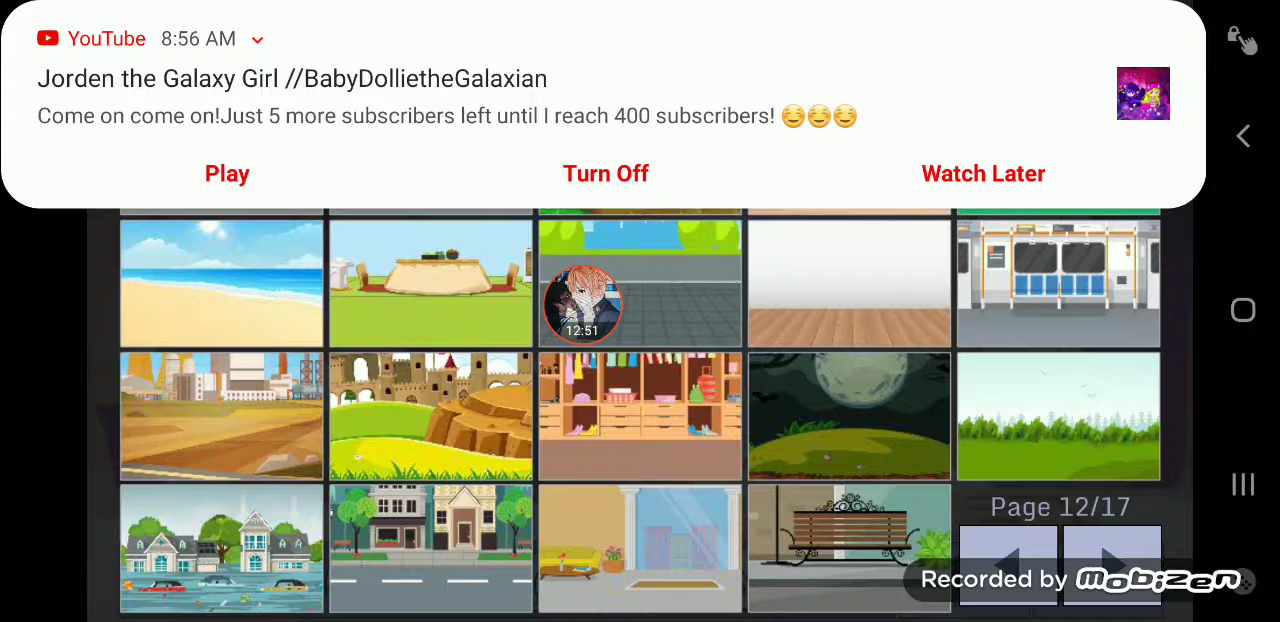 YouTube 8:56 AM
Jorden the Galaxy Girl //BabyDollietheGalaxian
Come on come on!Just 5 more subscribers left until I reach 400 subscribers! 😊😊😊
Play Turn Off Watch Later
12:51
Page 12/17
Recorded by mobizen